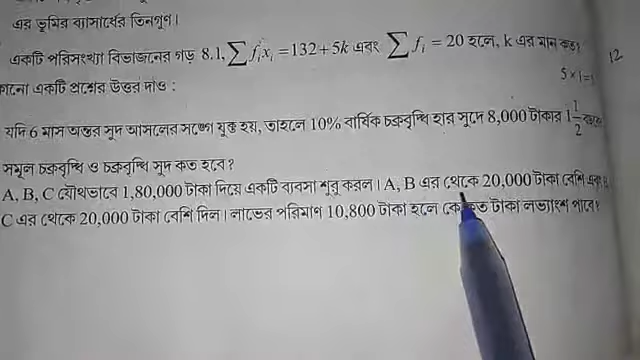 এর ভূমির ব্যাসার্ধের তিনগুণ।
একটি পরিসংখ্যা বিভাজনের গড় 8.1, ∑ fᵢxᵢ = 132 + 5k এবং ∑ fᵢ = 20 হলে, k এর মান কত?
12
5×1=
কোনো একটি প্রশ্নের উত্তর দাও :
যদি 6 মাস অন্তর সুদ আসলের সঙ্গে যুক্ত হয়, তাহলে 10% বার্ষিক চক্রবৃদ্ধি হার সুদে 8,000 টাকার 1 1/2
সমূল চক্রবৃদ্ধি ও চক্রবৃদ্ধি সুদ কত হবে?
A, B, C যৌথভাবে 1,80,000 টাকা দিয়ে একটি ব্যবসা শুরু করল। A, B এর থেকে 20,000 টাকা বেশি এবং
C এর থেকে 20,000 টাকা বেশি দিল। লাভের পরিমাণ 10,800 টাকা হলে কে কত টাকা লভ্যাংশ পাবে?